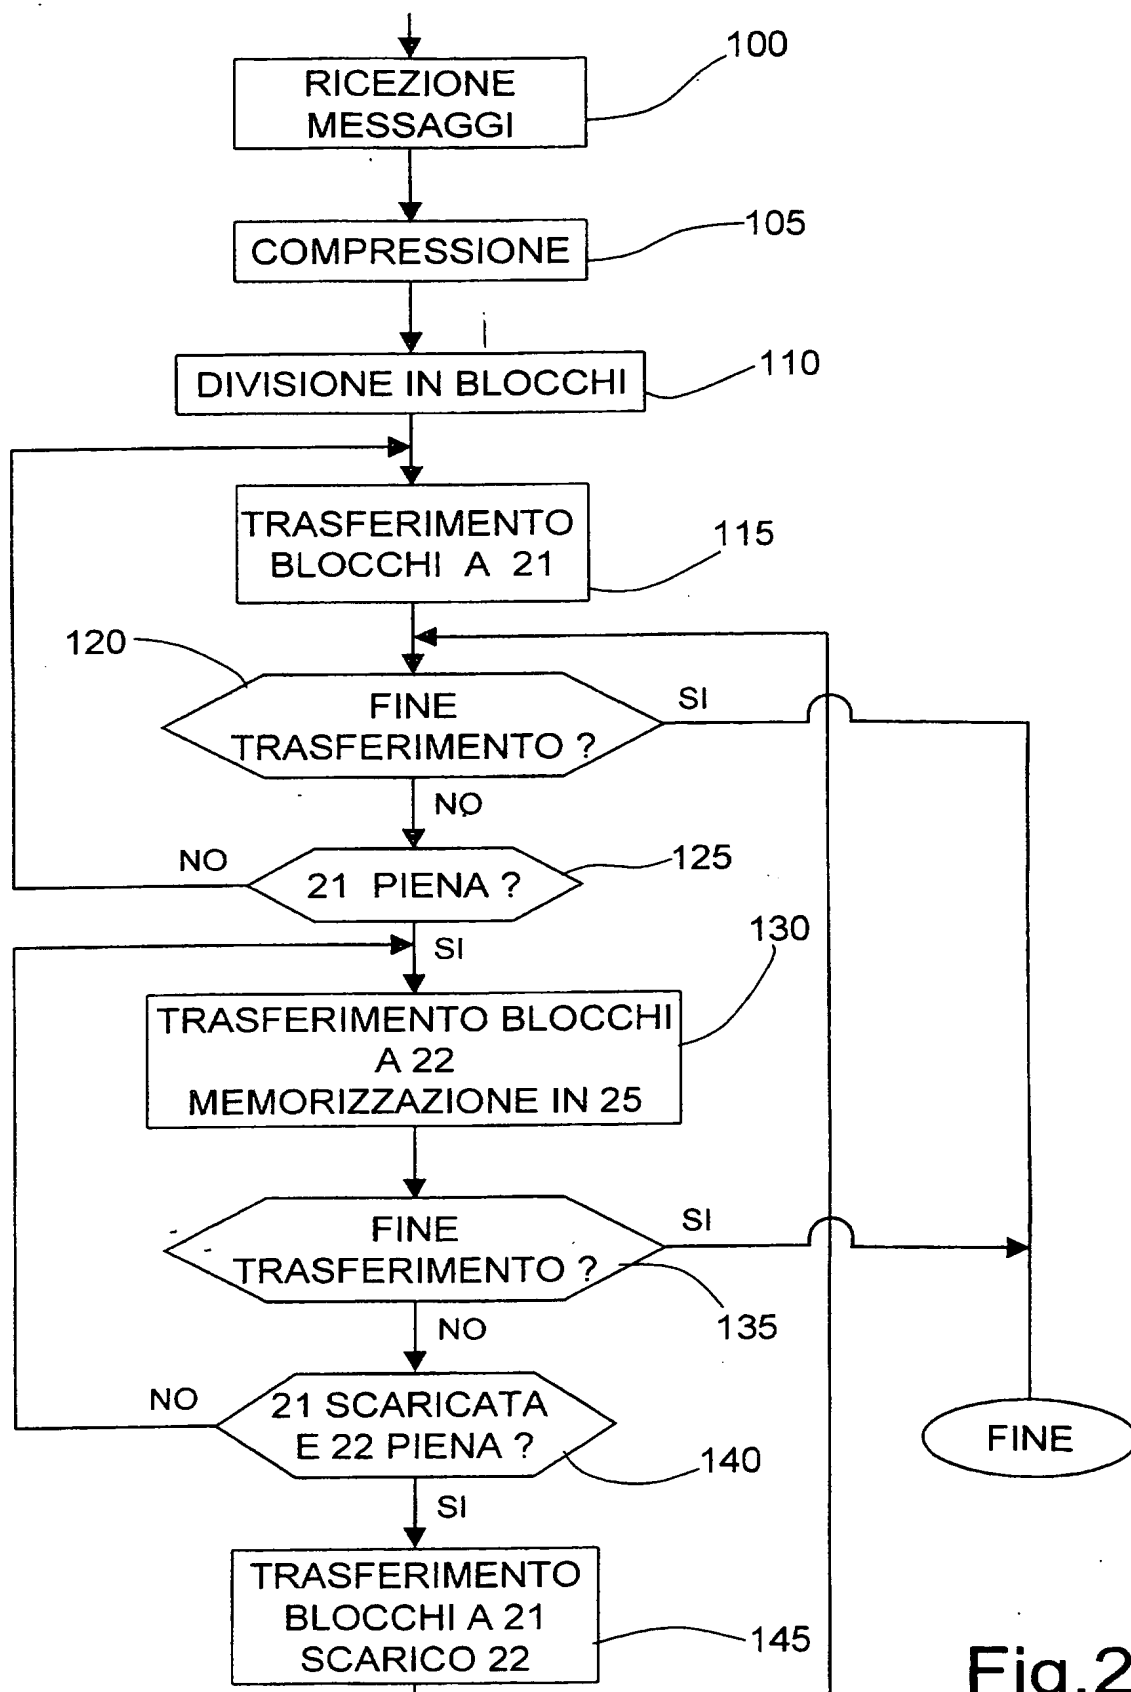 100
RICEZIONE
MESSAGGI
105
COMPRESSIONE
110
DIVISIONE IN BLOCCHI
TRASFERIMENTO
BLOCCHI A 21
115
120
FINE
TRASFERIMENTO ?
SI
NO
NO
21 PIENA ?
125
SI
130
TRASFERIMENTO BLOCCHI
A 22
MEMORIZZAZIONE IN 25
FINE
TRASFERIMENTO ?
SI
135
NO
NO
21 SCARICATA
E 22 PIENA ?
140
FINE
SI
TRASFERIMENTO
BLOCCHI A 21
SCARICO 22
145
Fig.2